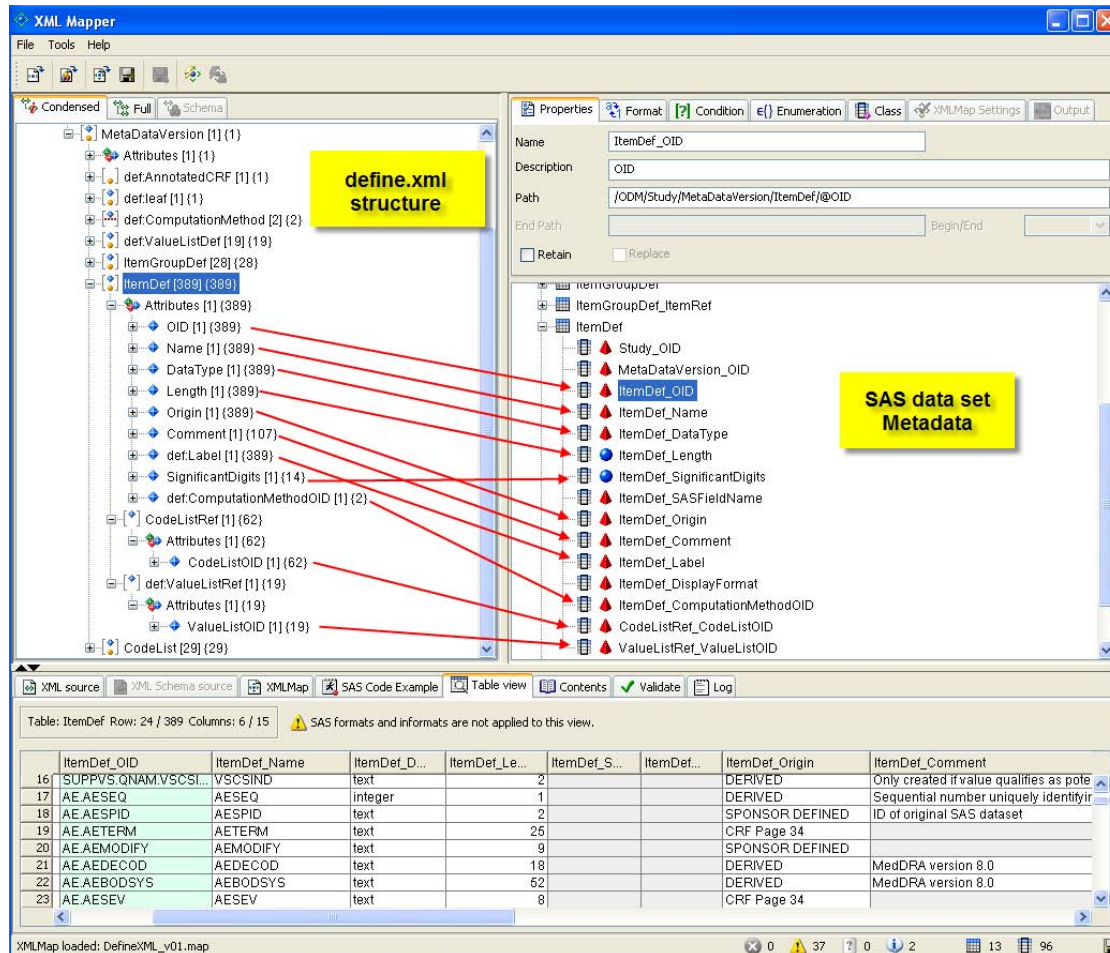 XML Mapper
File Tools Help
Condensed Full Schema
MetaDataVersion [1] {1}
Attributes [1] {1}
def:AnnotatedCRF [1] {1}
def:leaf [1] {1}
def:ComputationMethod [2] {2}
def:ValueListDef [19] {19}
ItemGroupDef [28] {28}
ItemDef [389] {389}
Attributes [1] {389}
OID [1] {389}
Name [1] {389}
DataType [1] {389}
Length [1] {389}
Origin [1] {389}
Comment [1] {107}
def:Label [1] {389}
SignificantDigits [1] {14}
def:ComputationMethodOID [1] {2}
CodeListRef [1] {62}
Attributes [1] {62}
CodeListOID [1] {62}
def:ValueListRef [1] {19}
Attributes [1] {19}
ValueListOID [1] {19}
CodeList [29] {29}
define.xml
structure
Properties Format [?] Condition ε{} Enumeration Class XMLMap Settings Output
Name ItemDef_OID
Description OID
Path /ODM/Study/MetaDataVersion/ItemDef/@OID
End Path Begin/End
Retain Replace
ItemGroupDef
ItemGroupDef_ItemRef
ItemDef
Study_OID
MetaDataVersion_OID
ItemDef_OID
ItemDef_Name
ItemDef_DataType
ItemDef_Length
ItemDef_SignificantDigits
ItemDef_SASFieldName
ItemDef_Origin
ItemDef_Comment
ItemDef_Label
ItemDef_DisplayFormat
ItemDef_ComputationMethodOID
CodeListRef_CodeListOID
ValueListRef_ValueListOID
SAS data set
Metadata
XML source XML Schema source XMLMap SAS Code Example Table view Contents Validate Log
Table: ItemDef Row: 24 / 389 Columns: 6 / 15 SAS formats and informats are not applied to this view.
ItemDef_OID ItemDef_Name ItemDef_D... ItemDef_Le... ItemDef_S... ItemDef... ItemDef_Origin ItemDef_Comment
16 SUPPVS.QNAM.VSCSI... VSCSIND text 2 DERIVED Only created if value qualifies as pote
17 AE.AESEQ AESEQ integer 1 DERIVED Sequential number uniquely identifyin
18 AE.AESPID AESPID text 2 SPONSOR DEFINED ID of original SAS dataset
19 AE.AETERM AETERM text 25 CRF Page 34
20 AE.AEMODIFY AEMODIFY text 9 SPONSOR DEFINED
21 AE.AEDECOD AEDECOD text 18 DERIVED MedDRA version 8.0
22 AE.AEBODSYS AEBODSYS text 52 DERIVED MedDRA version 8.0
23 AE.AESEV AESEV text 8 CRF Page 34
XMLMap loaded: DefineXML_v01.map 0 37 0 2 13 96